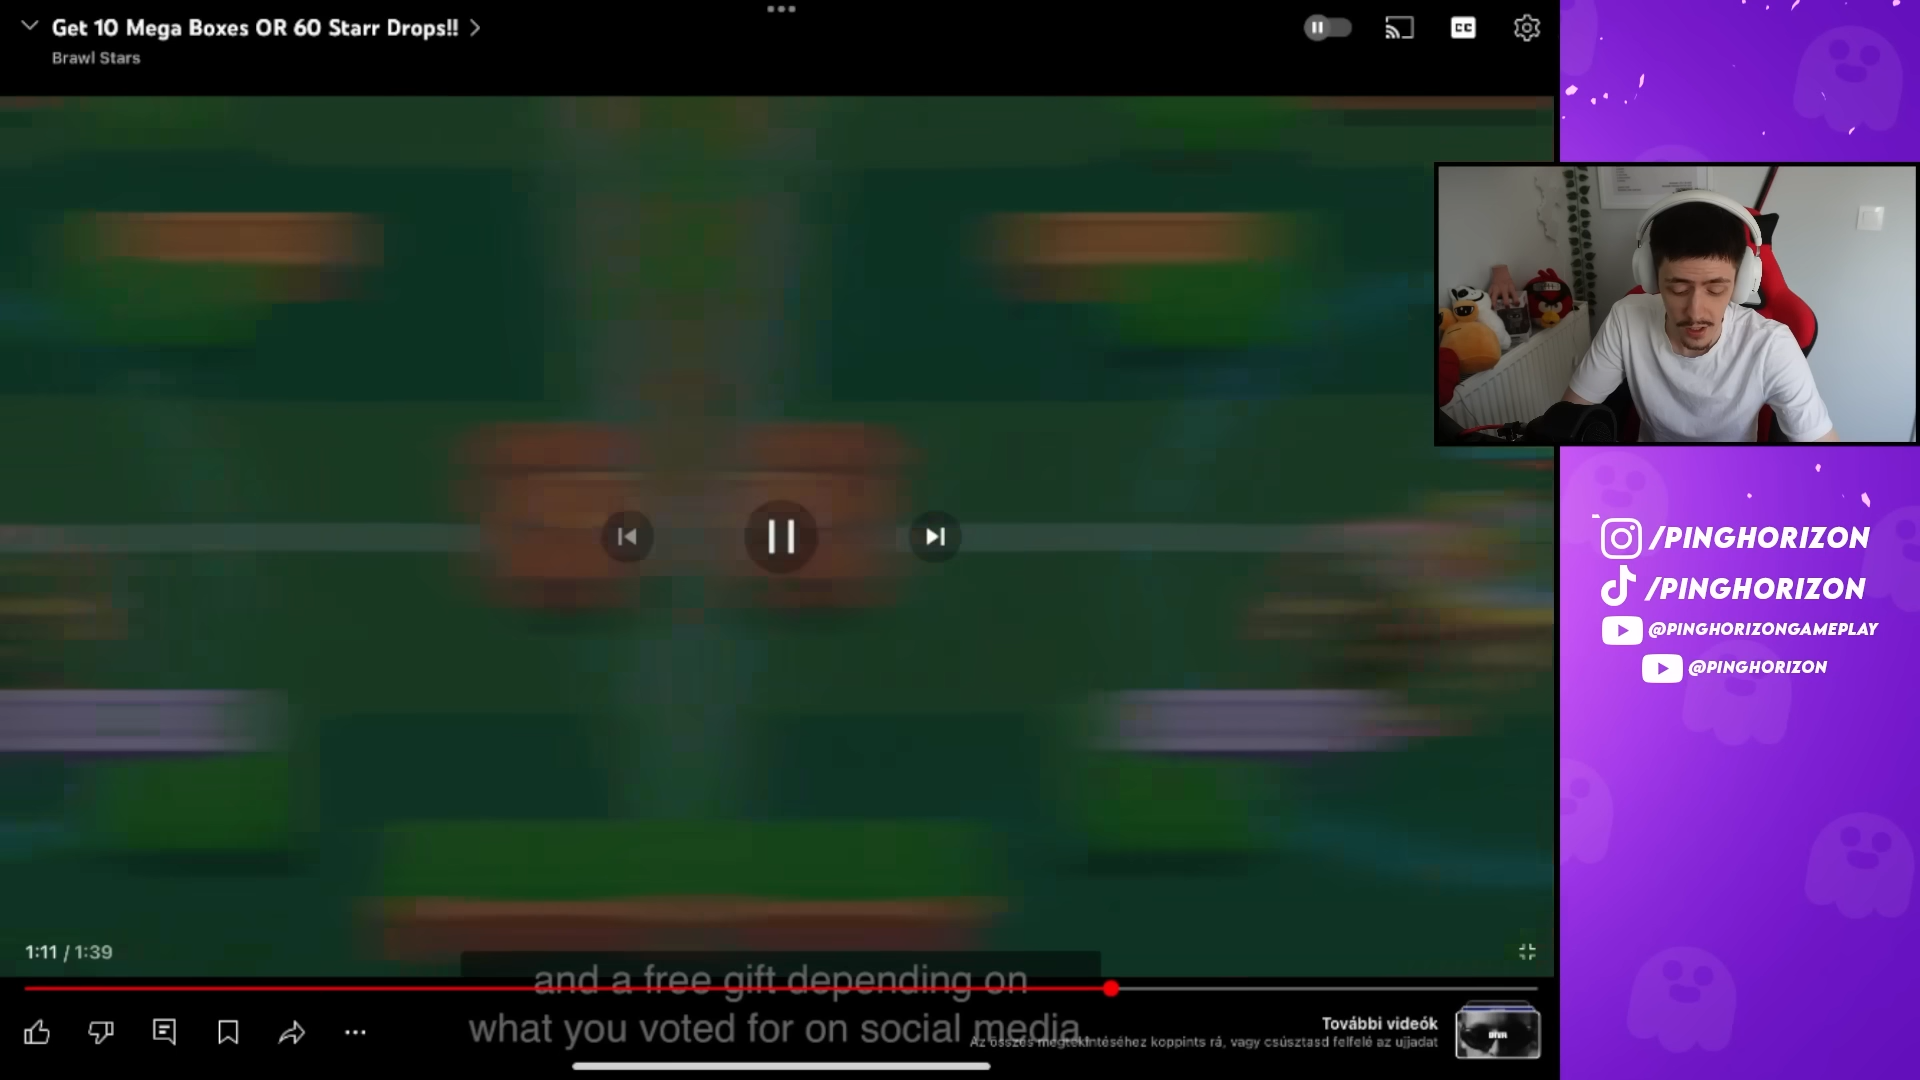 Get 10 Mega Boxes OR 60 Starr Drops!!
Brawl Stars
CC
/PINGHORIZON
/PINGHORIZON
@PINGHORIZONGAMEPLAY
@PINGHORIZON
1:11 / 1:39
and a free gift depending on
what you voted for on social media
További videók
Az összes megtekintéséhez koppints rá, vagy csúsztasd felfelé az ujjadat